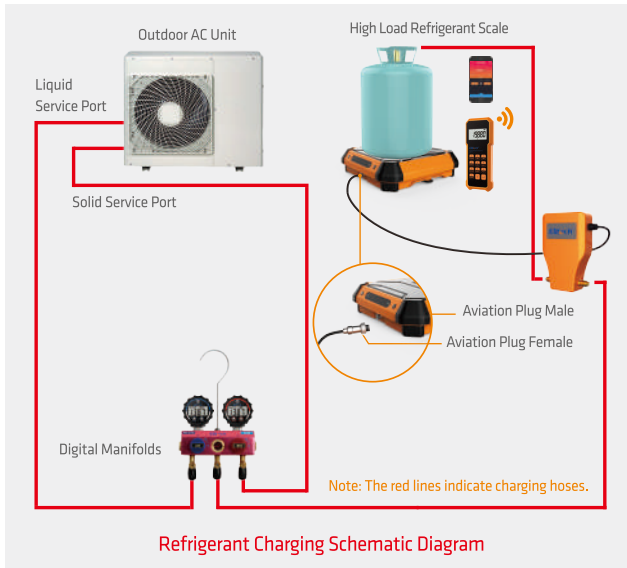 Outdoor AC Unit
High Load Refrigerant Scale
Liquid
Service Port
Solid Service Port
Aviation Plug Male
Aviation Plug Female
Digital Manifolds
Note: The red lines indicate charging hoses.
Refrigerant Charging Schematic Diagram